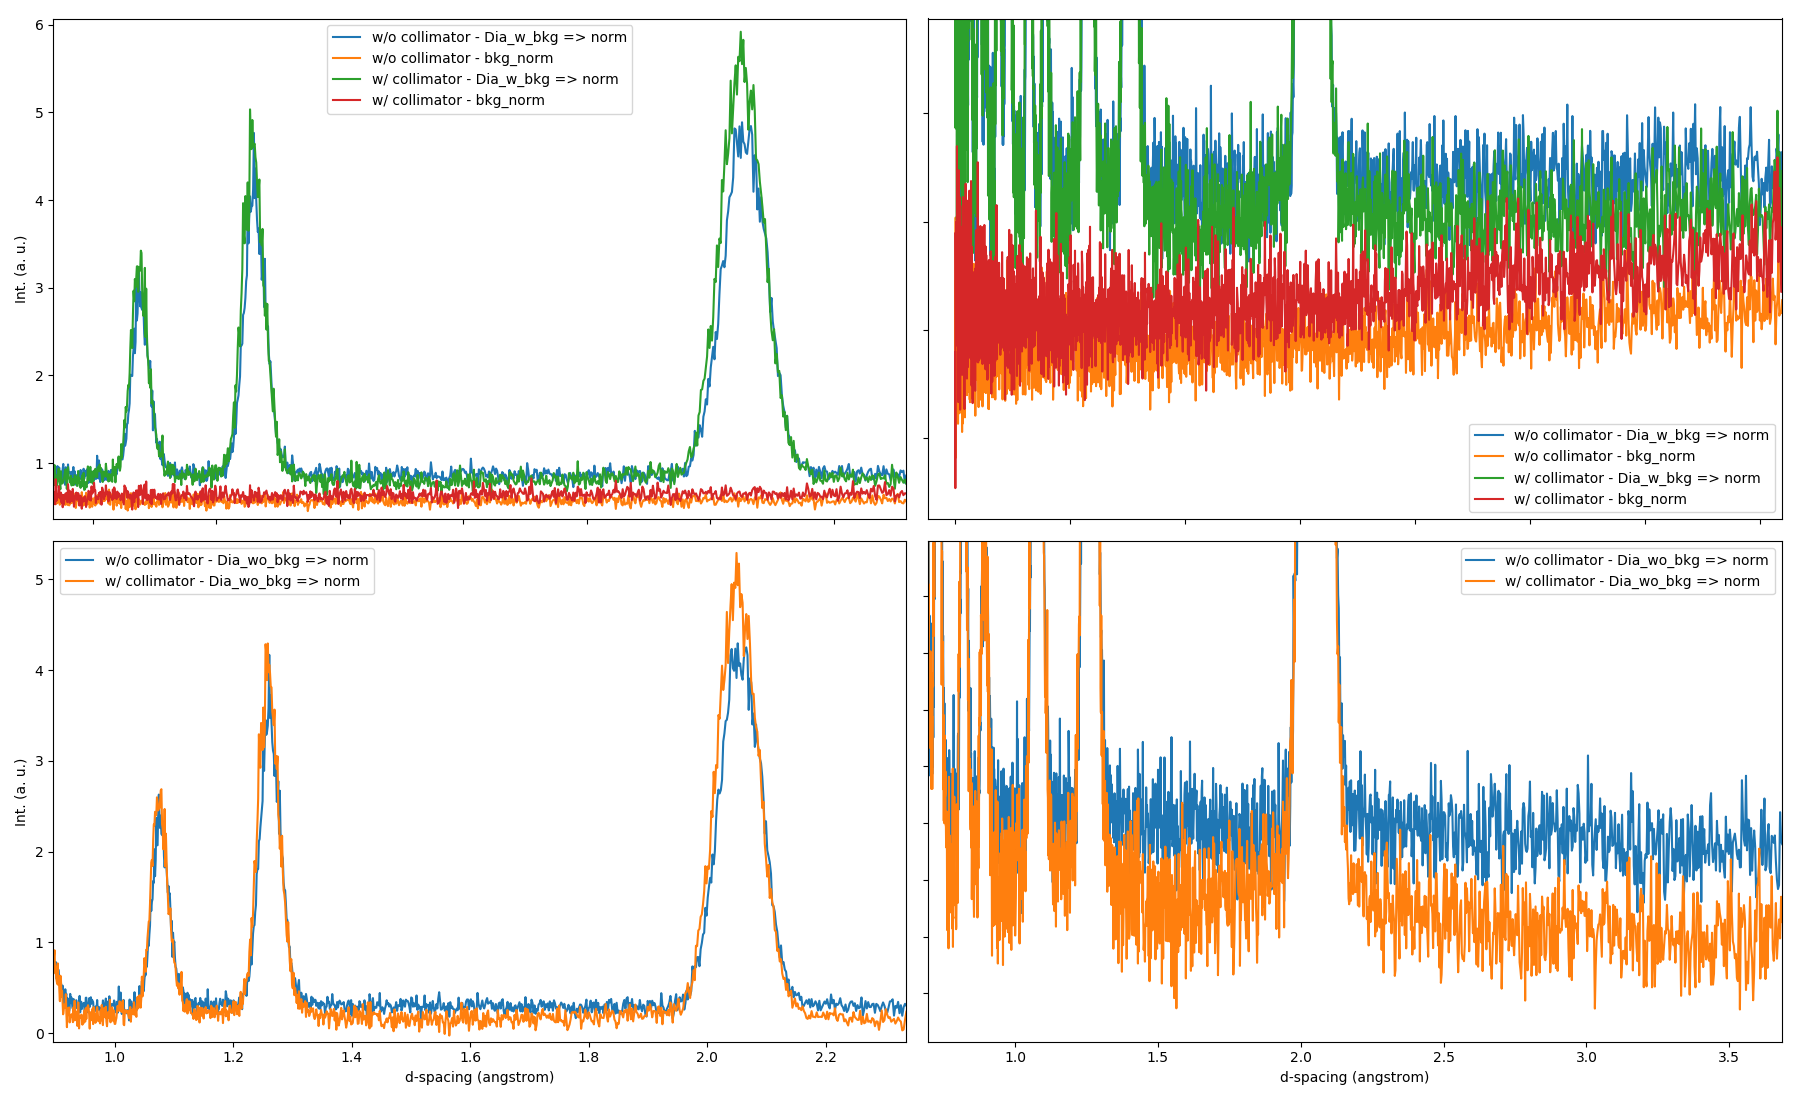 6
5
4
3
2
1
Int. (a. u.)
w/o collimator - Dia_w_bkg => norm
w/o collimator - bkg_norm
w/ collimator - Dia_w_bkg => norm
w/ collimator - bkg_norm
w/o collimator - Dia_w_bkg => norm
w/o collimator - bkg_norm
w/ collimator - Dia_w_bkg => norm
w/ collimator - bkg_norm
5
4
3
2
1
0
Int. (a. u.)
w/o collimator - Dia_wo_bkg => norm
w/ collimator - Dia_wo_bkg => norm
1.0 1.2 1.4 1.6 1.8 2.0 2.2
d-spacing (angstrom)
w/o collimator - Dia_wo_bkg => norm
w/ collimator - Dia_wo_bkg => norm
1.0 1.5 2.0 2.5 3.0 3.5
d-spacing (angstrom)